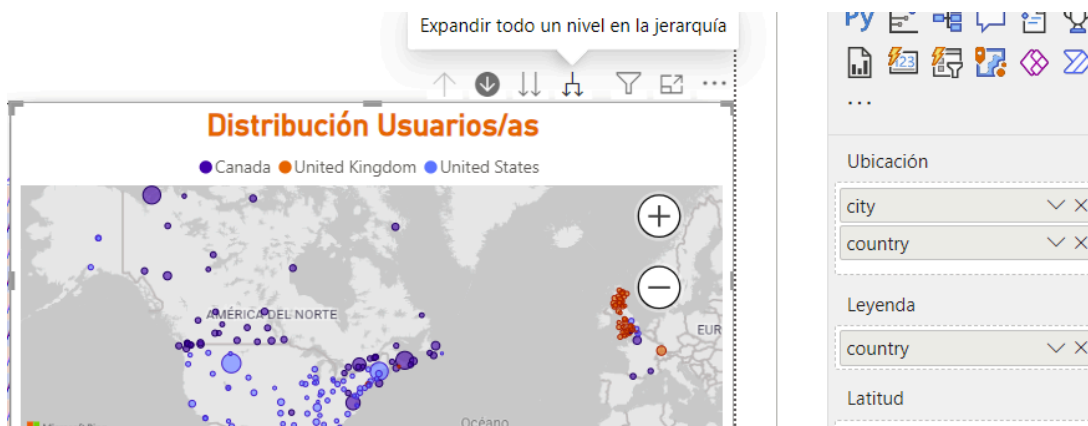 Expandir todo un nivel en la jerarquía
Py
123
Distribución Usuarios/as
Canada United Kingdom United States
Ubicación
city
country
AMÉRICA DEL NORTE
EUR
Leyenda
country
Latitud
Océano